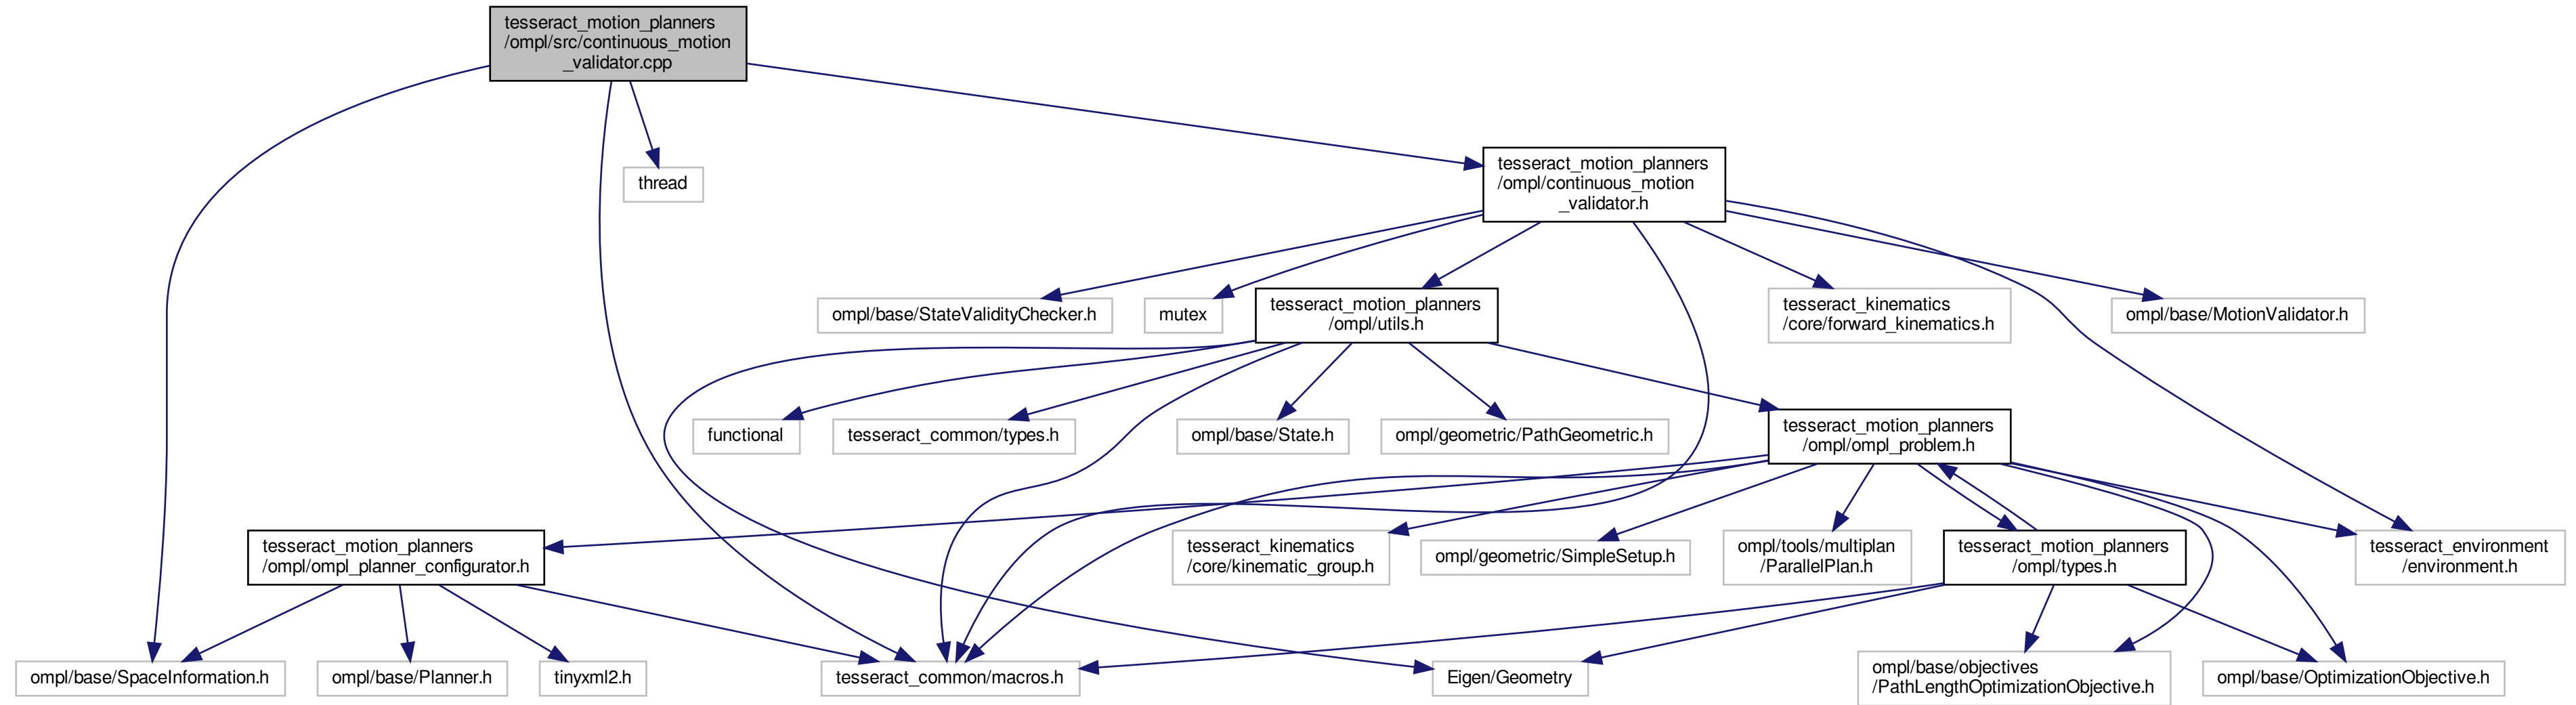 tesseract_motion_planners
/ompl/src/continuous_motion
_validator.cpp
thread
tesseract_motion_planners
/ompl/continuous_motion
_validator.h
ompl/base/StateValidityChecker.h
mutex
tesseract_motion_planners
/ompl/utils.h
tesseract_kinematics
/core/forward_kinematics.h
ompl/base/MotionValidator.h
functional
tesseract_common/types.h
ompl/base/State.h
ompl/geometric/PathGeometric.h
tesseract_motion_planners
/ompl/ompl_problem.h
tesseract_motion_planners
/ompl/ompl_planner_configurator.h
tesseract_kinematics
/core/kinematic_group.h
ompl/geometric/SimpleSetup.h
ompl/tools/multiplan
/ParallelPlan.h
tesseract_motion_planners
/ompl/types.h
tesseract_environment
/environment.h
ompl/base/SpaceInformation.h
ompl/base/Planner.h
tinyxml2.h
tesseract_common/macros.h
Eigen/Geometry
ompl/base/objectives
/PathLengthOptimizationObjective.h
ompl/base/OptimizationObjective.h